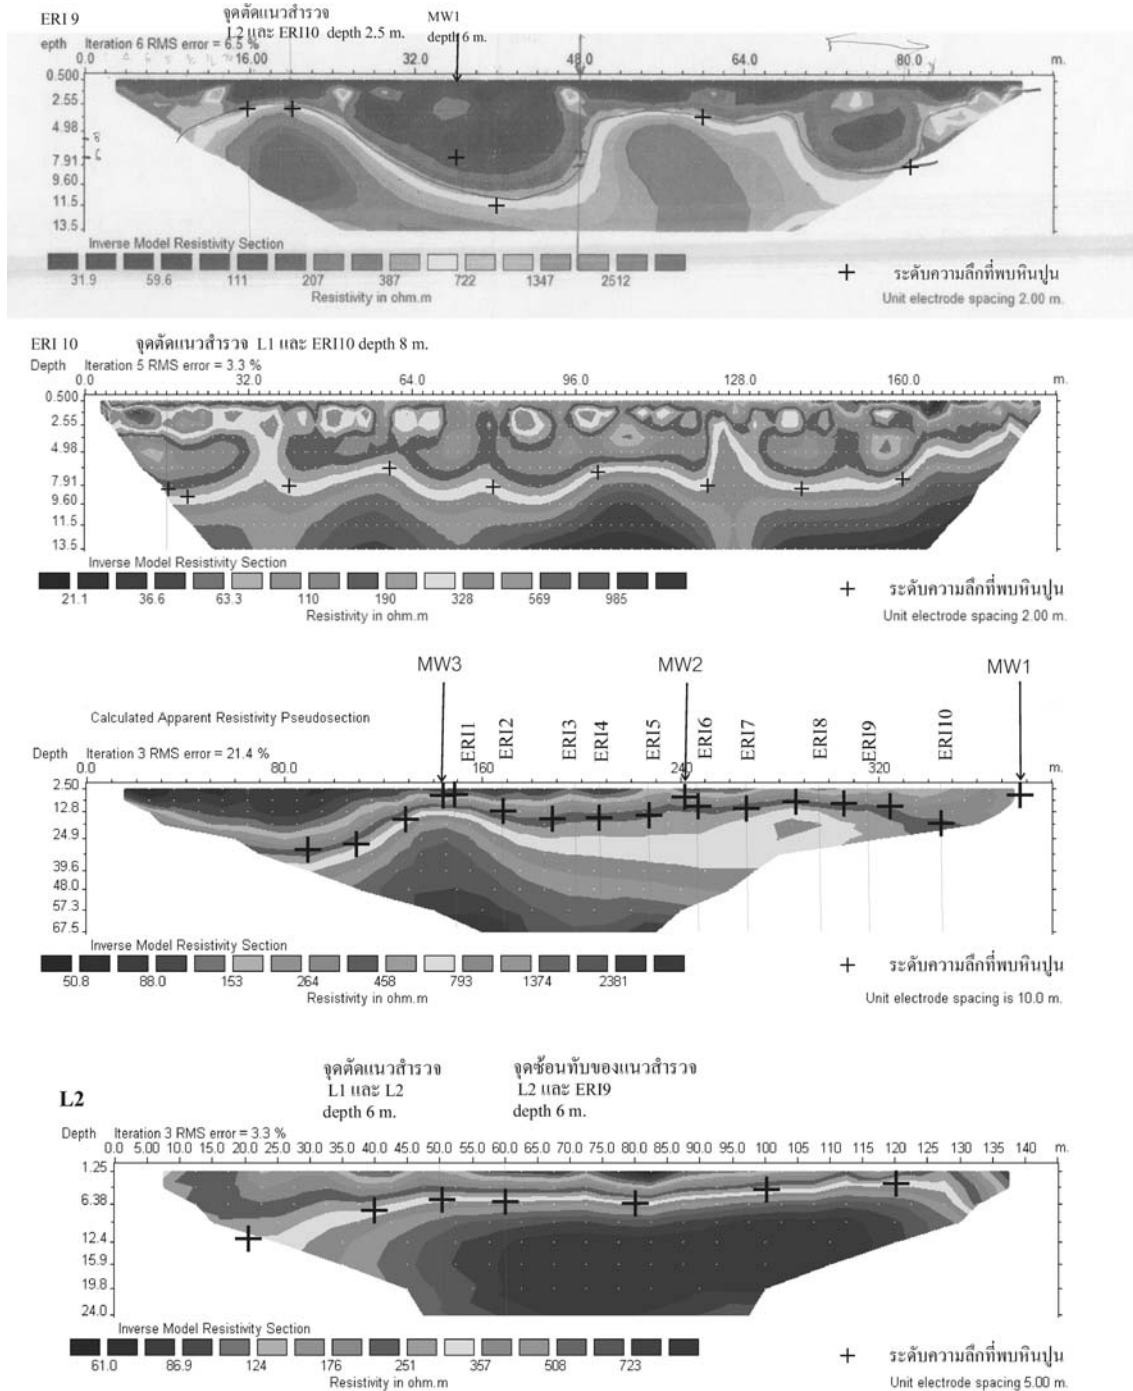 ERI 9
จุดตัดแนวสำรวจ
L2 และ ERI10 depth 2.5 m.
MW1
depth 6 m.
epth Iteration 6 RMS error = 6.5 %
0.0 16.00 32.0 48.0 64.0 80.0 m.
0.500
2.55
4.98
7.91
9.60
11.5
13.5
Inverse Model Resistivity Section
31.9 59.6 111 207 387 722 1347 2512
Resistivity in ohm.m
+ ระดับความลึกที่พบหินปูน
Unit electrode spacing 2.00 m.
ERI 10 จุดตัดแนวสำรวจ L1 และ ERI10 depth 8 m.
Depth Iteration 5 RMS error = 3.3 %
0.0 32.0 64.0 96.0 128.0 160.0 m.
0.500
2.55
4.98
7.91
9.60
11.5
13.5
Inverse Model Resistivity Section
21.1 36.6 63.3 110 190 328 569 985
Resistivity in ohm.m
+ ระดับความลึกที่พบหินปูน
Unit electrode spacing 2.00 m.
MW3 MW2 MW1
Calculated Apparent Resistivity Pseudosection
ERI1 ERI2 ERI3 ERI4 ERI5 ERI6 ERI7 ERI8 ERI9 ERI10
Depth Iteration 3 RMS error = 21.4 %
0.0 80.0 160 240 320 m.
2.50
12.8
24.9
39.6
48.0
57.3
67.5
Inverse Model Resistivity Section
50.8 88.0 153 264 458 793 1374 2381
Resistivity in ohm.m
+ ระดับความลึกที่พบหินปูน
Unit electrode spacing is 10.0 m.
จุดตัดแนวสำรวจ
L1 และ L2
depth 6 m.
จุดซ้อนทับของแนวสำรวจ
L2 และ ERI9
depth 6 m.
L2
Depth Iteration 3 RMS error = 3.3 %
0.0 5.0 10.0 15.0 20.0 25.0 30.0 35.0 40.0 45.0 50.0 55.0 60.0 65.0 70.0 75.0 80.0 85.0 90.0 95.0 100 105 110 115 120 125 130 135 140 m.
1.25
6.38
12.4
15.9
19.8
24.0
Inverse Model Resistivity Section
61.0 86.9 124 176 251 357 508 723
Resistivity in ohm.m
+ ระดับความลึกที่พบหินปูน
Unit electrode spacing 5.00 m.